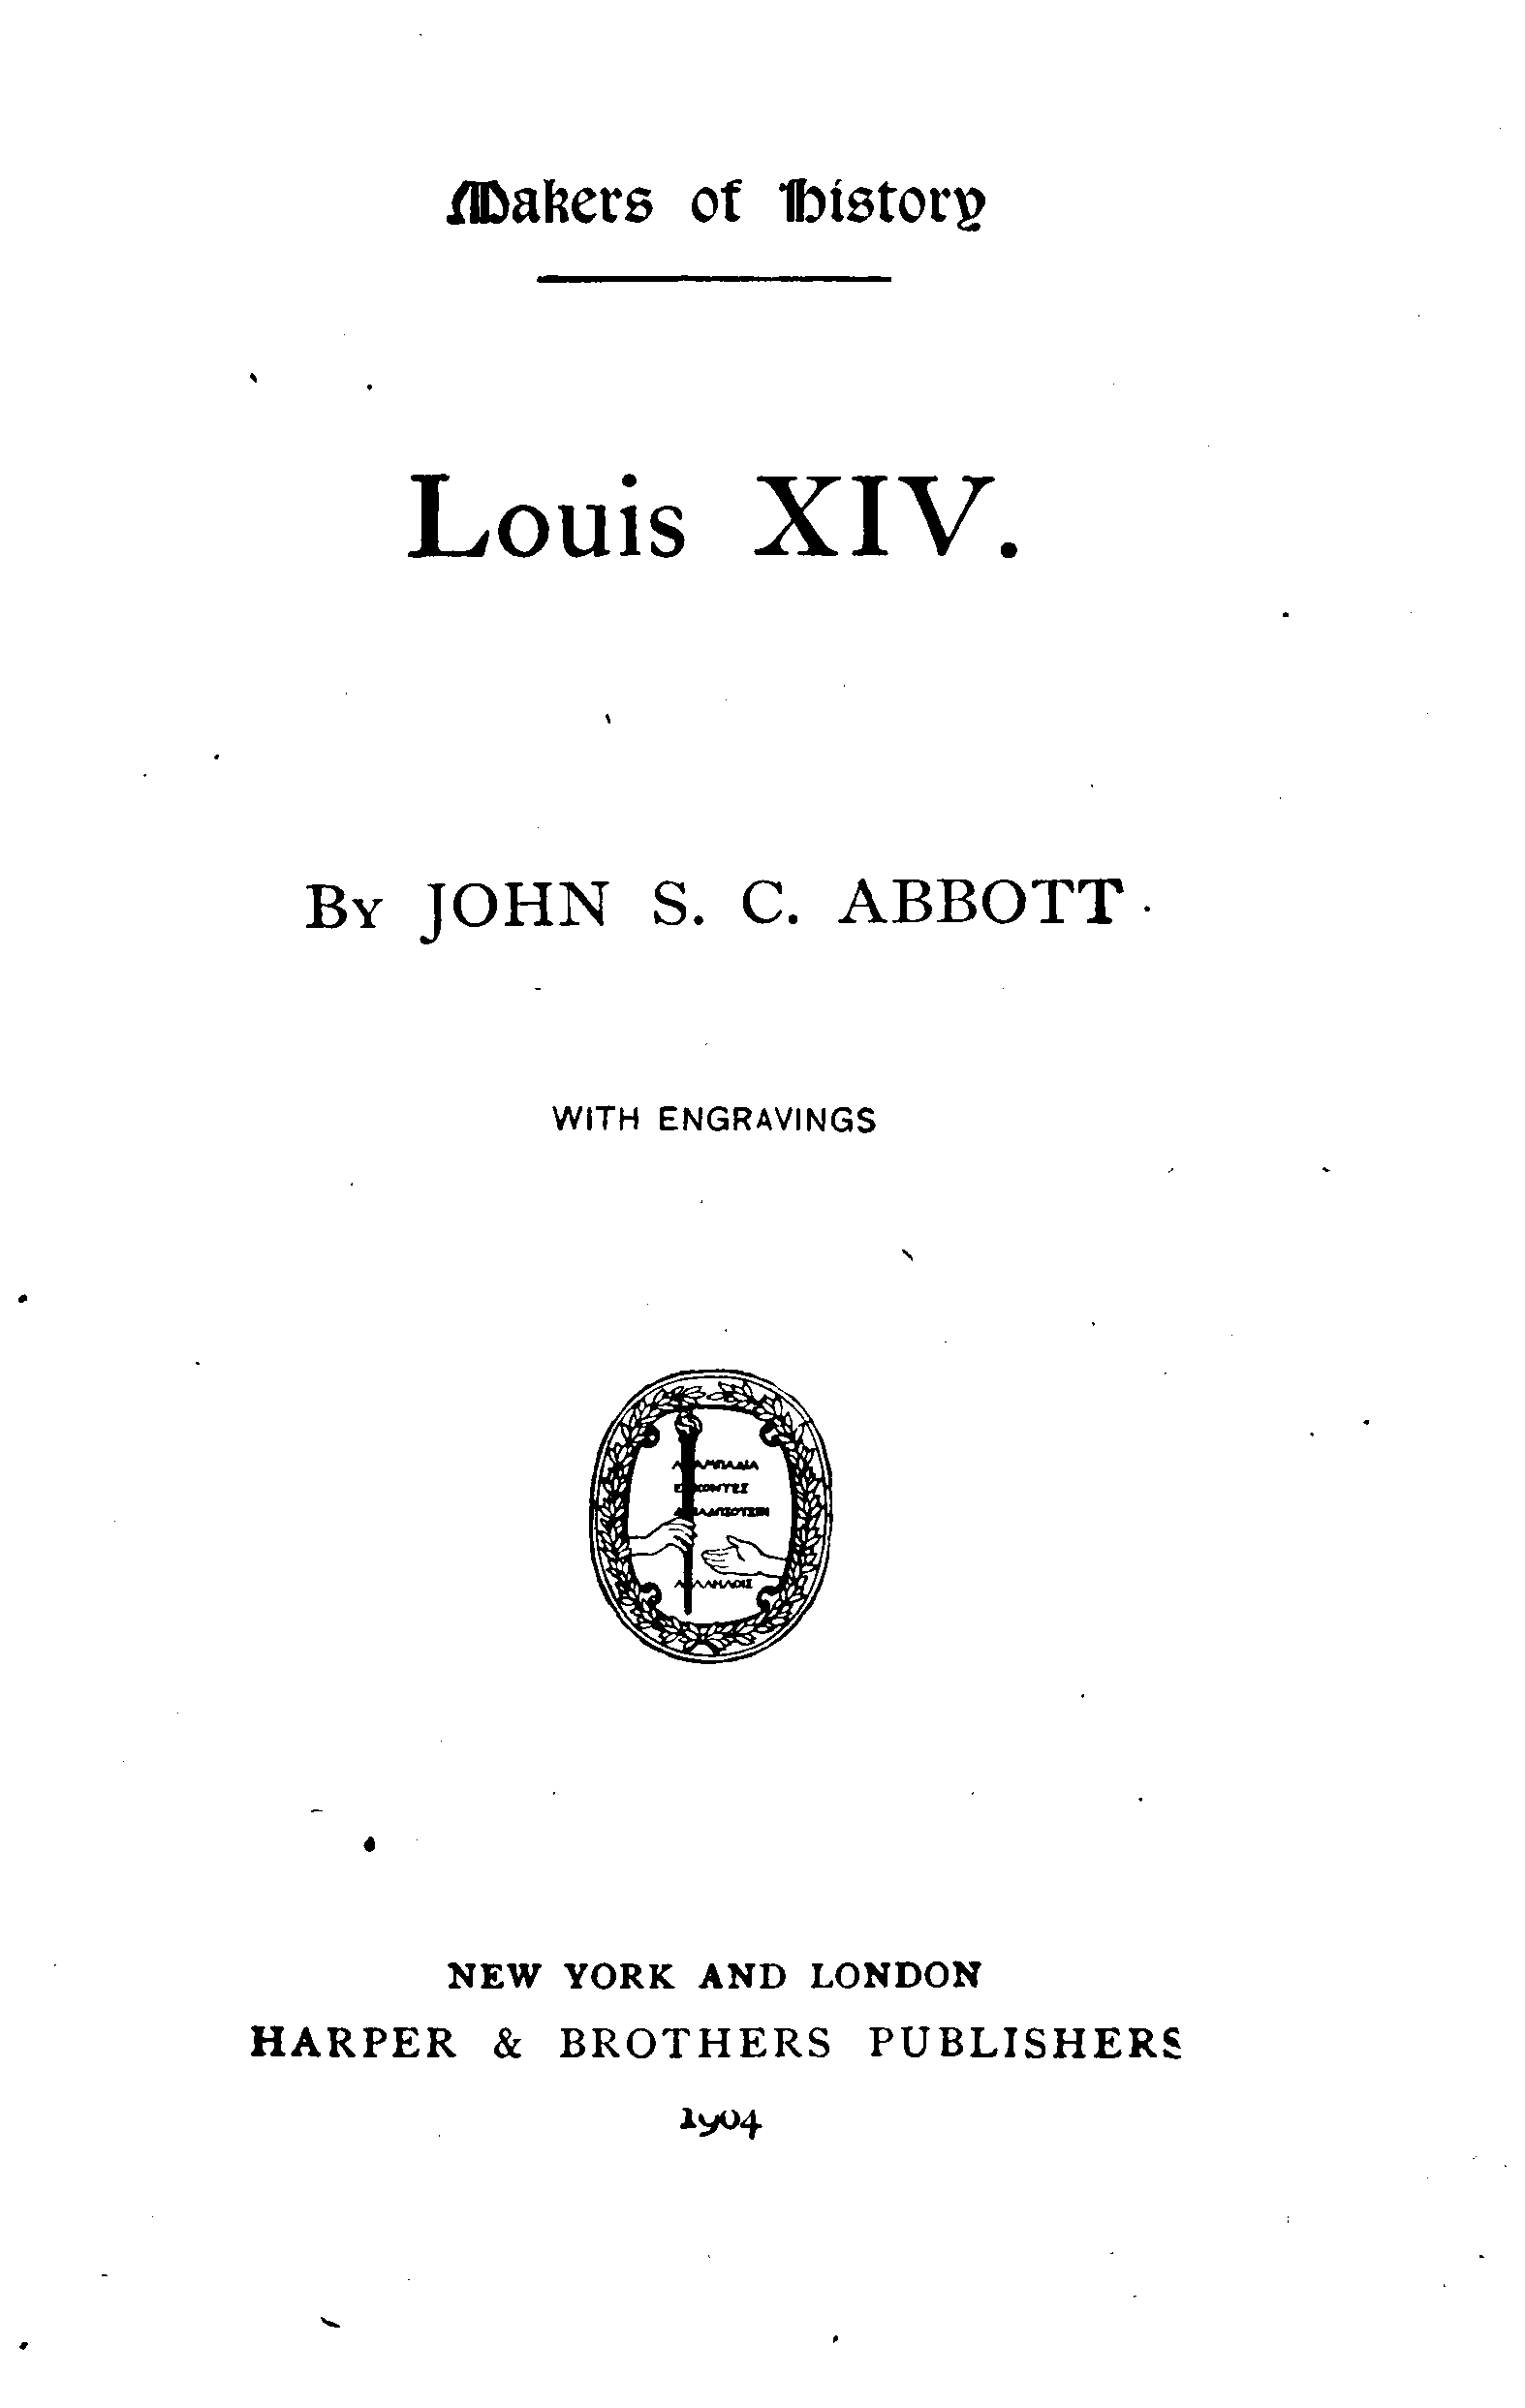 Makers of History
Louis XIV.
By JOHN S. C. ABBOTT
WITH ENGRAVINGS
NEW YORK AND LONDON
HARPER & BROTHERS PUBLISHERS
1904